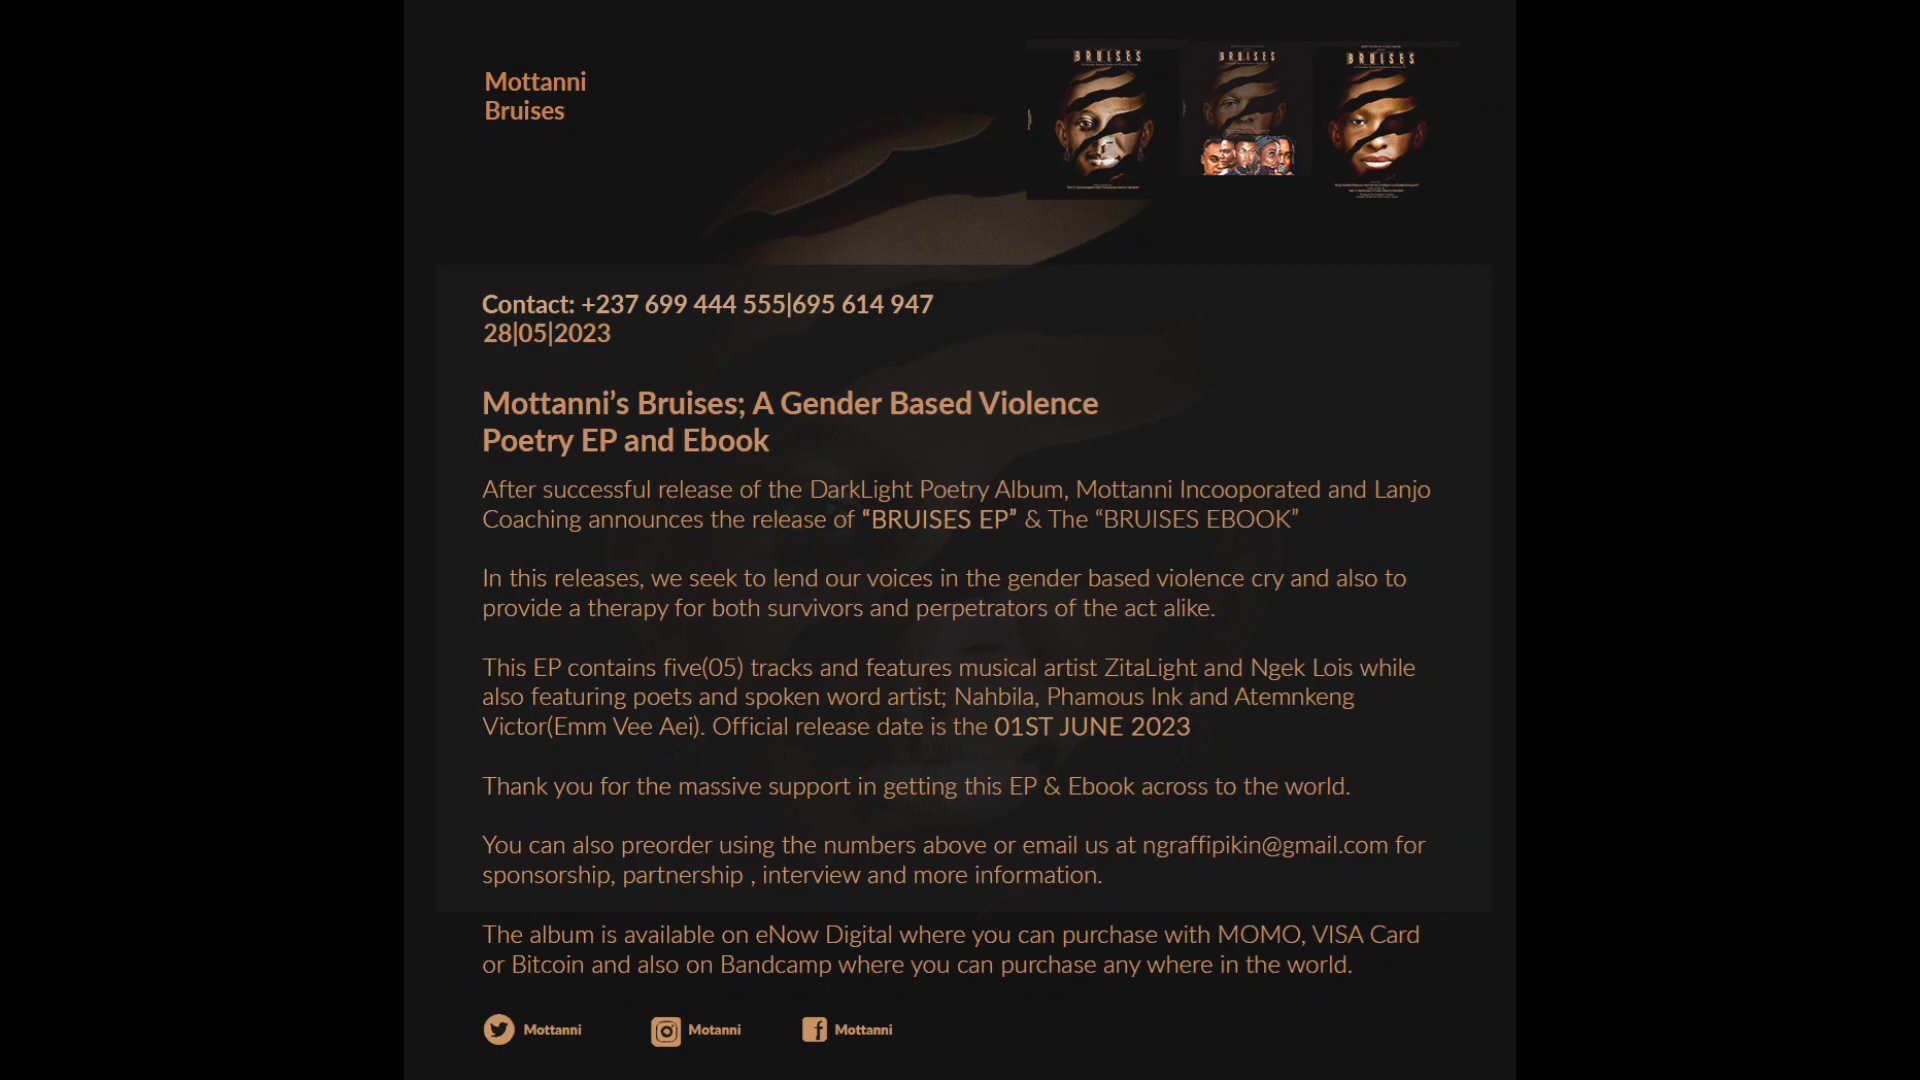 Mottanni
Bruises
BRUISES
BRUISES
BRUISES
Contact: +237 699 444 555|695 614 947
28|05|2023
Mottanni’s Bruises; A Gender Based Violence
Poetry EP and Ebook
After successful release of the DarkLight Poetry Album, Mottanni Incooporated and Lanjo
Coaching announces the release of “BRUISES EP” & The “BRUISES EBOOK”
In this releases, we seek to lend our voices in the gender based violence cry and also to
provide a therapy for both survivors and perpetrators of the act alike.
This EP contains five(05) tracks and features musical artist ZitaLight and Ngek Lois while
also featuring poets and spoken word artist; Nahbila, Phamous Ink and Atemnkeng
Victor(Emm Vee Aei). Official release date is the 01ST JUNE 2023
Thank you for the massive support in getting this EP & Ebook across to the world.
You can also preorder using the numbers above or email us at ngraffipikin@gmail.com for
sponsorship, partnership , interview and more information.
The album is available on eNow Digital where you can purchase with MOMO, VISA Card
or Bitcoin and also on Bandcamp where you can purchase any where in the world.
Mottanni
Motanni
Mottanni